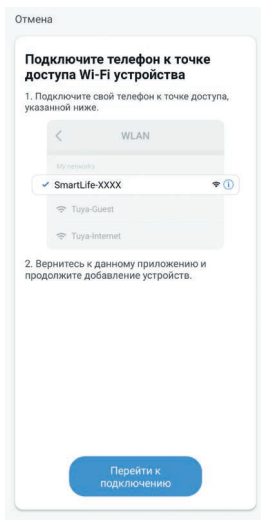 Отмена
Подключите телефон к точке
доступа Wi-Fi устройства
1. Подключите свой телефон к точке доступа,
указанной ниже.
WLAN
My networks
SmartLife-XXXX
Tuya-Guest
Tuya-Internet
2. Вернитесь к данному приложению и
продолжите добавление устройств.
Перейти к
подключению